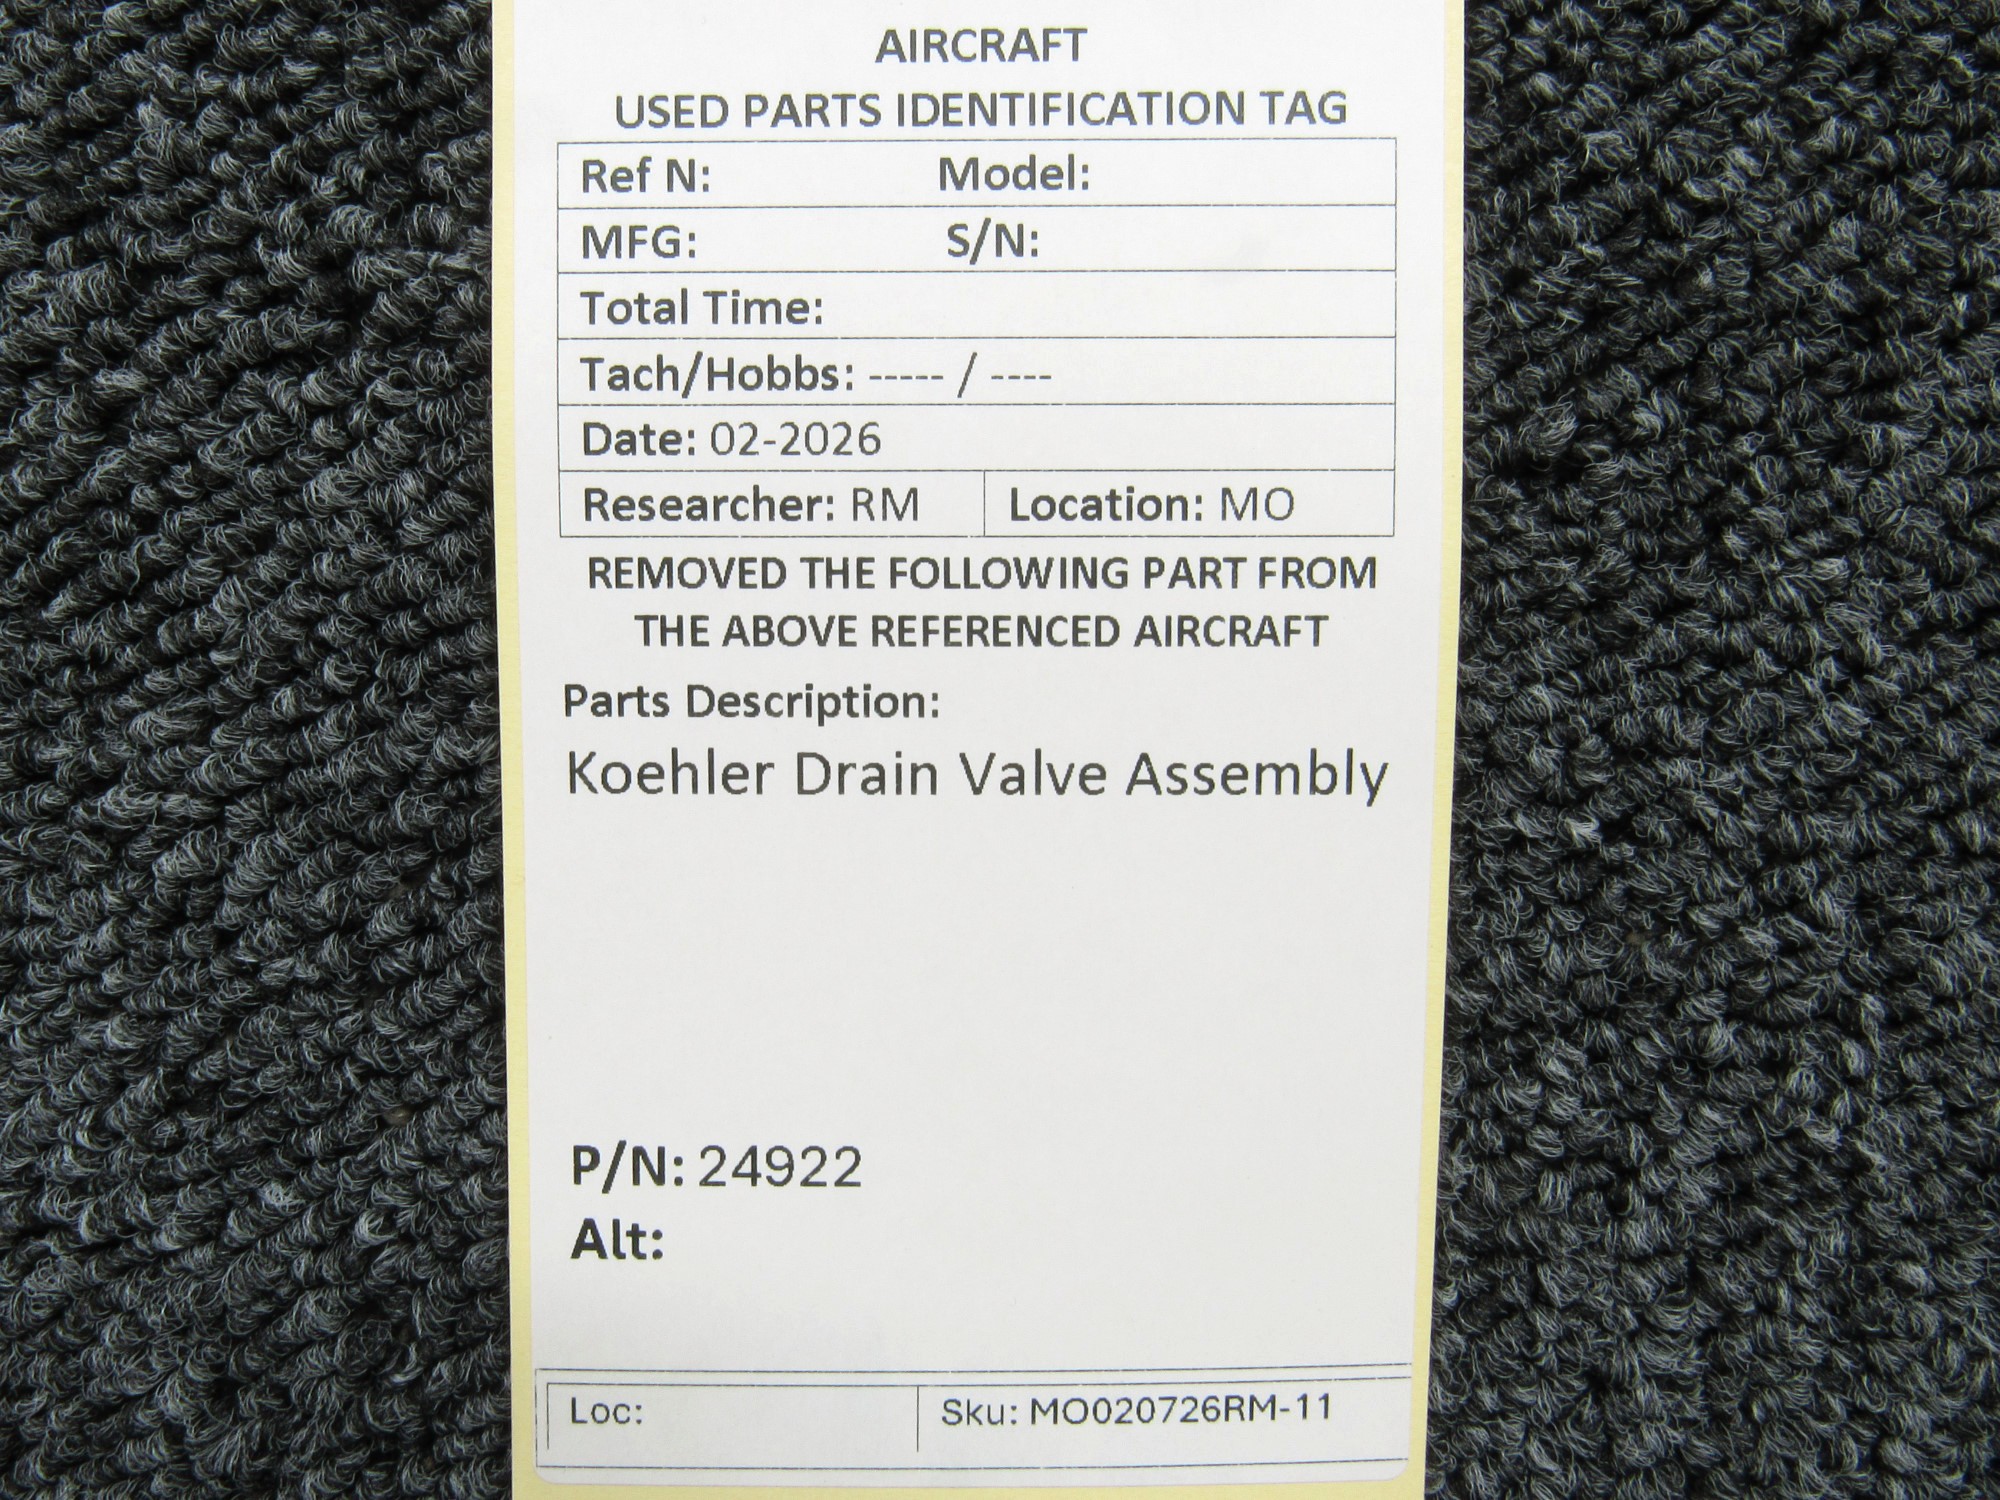 AIRCRAFT
USED PARTS IDENTIFICATION TAG
Ref N: Model:
MFG: S/N:
Total Time:
Tach/Hobbs: ----- / ----
Date: 02-2026
Researcher: RM Location: MO
REMOVED THE FOLLOWING PART FROM
THE ABOVE REFERENCED AIRCRAFT
Parts Description:
Koehler Drain Valve Assembly
P/N: 24922
Alt:
Loc: Sku: MO020726RM-11